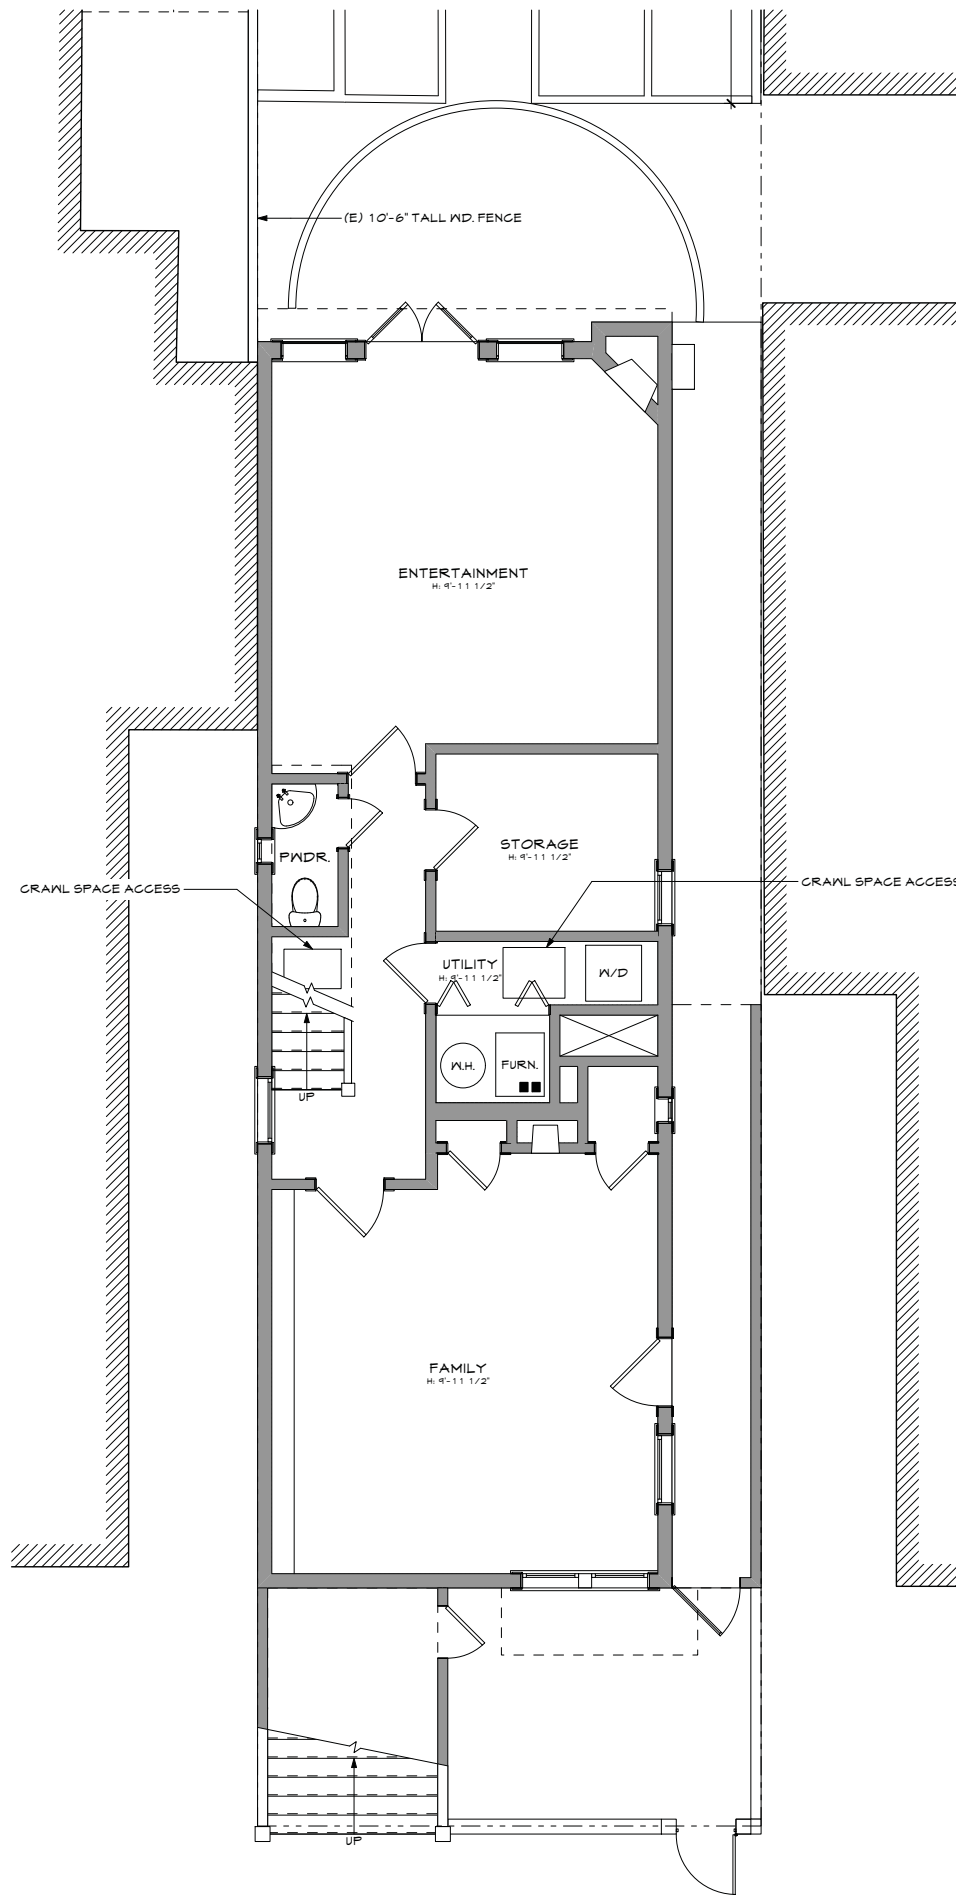 (E) 10'-6" TALL WD. FENCE
ENTERTAINMENT
H: 9'-11 1/2"
STORAGE
H: 9'-11 1/2"
PWDR.
CRAWL SPACE ACCESS
CRAWL SPACE ACCESS
UTILITY
H: 9'-11 1/2"
W/D
W.H.
FURN.
UP
FAMILY
H: 9'-11 1/2"
UP